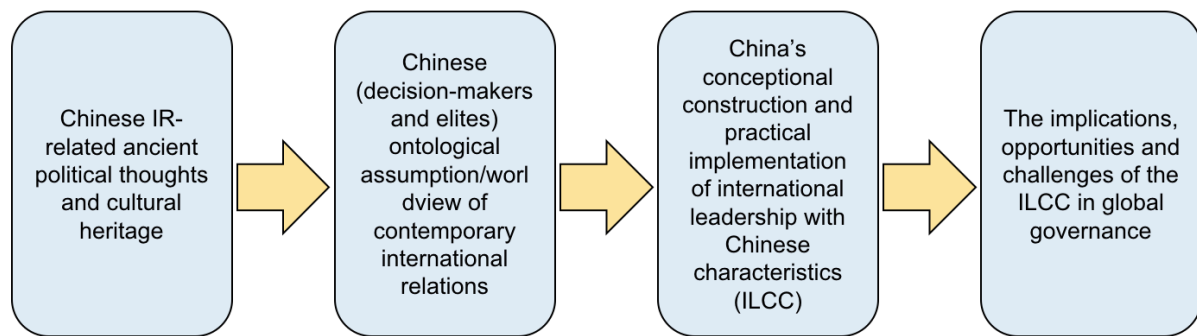 Chinese IR-
related ancient
political thoughts
and cultural
heritage
Chinese
(decision-makers
and elites)
ontological
assumption/worl
dview of
contemporary
international
relations
China’s
conceptional
construction and
practical
implementation
of international
leadership with
Chinese
characteristics
(ILCC)
The implications,
opportunities and
challenges of the
ILCC in global
governance